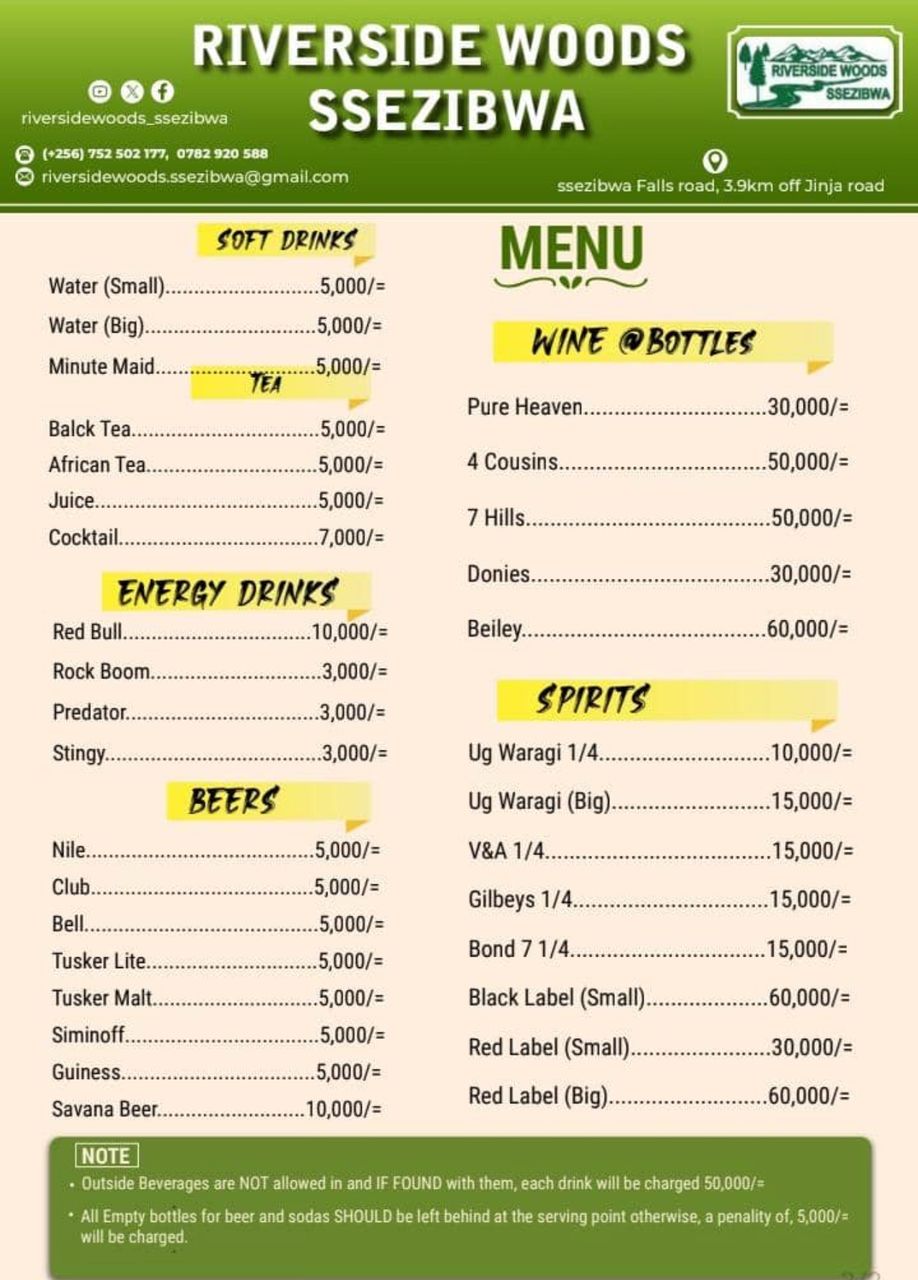 RIVERSIDE WOODS
SSEZIBWA
RIVERSIDE WOODS
SSEZIBWA
riversidewoods_ssezibwa
(+256) 752 502 177, 0782 920 588
riversidewoods.ssezibwa@gmail.com
ssezibwa Falls road, 3.9km off Jinja road
SOFT DRINKS
Water (Small)............................5,000/=
Water (Big)...............................5,000/=
Minute Maid.............................5,000/=
TEA
Balck Tea..................................5,000/=
African Tea...............................5,000/=
Juice........................................5,000/=
Cocktail....................................7,000/=
ENERGY DRINKS
Red Bull..................................10,000/=
Rock Boom...............................3,000/=
Predator...................................3,000/=
Stingy.......................................3,000/=
BEERS
Nile.........................................5,000/=
Club........................................5,000/=
Bell..........................................5,000/=
Tusker Lite...............................5,000/=
Tusker Malt..............................5,000/=
Siminoff...................................5,000/=
Guiness...................................5,000/=
Savana Beer...........................10,000/=
MENU
WINE @BOTTLES
Pure Heaven.................................30,000/=
4 Cousins.....................................50,000/=
7 Hills............................................50,000/=
Donies...........................................30,000/=
Beiley............................................60,000/=
SPIRITS
Ug Waragi 1/4...............................10,000/=
Ug Waragi (Big)............................15,000/=
V&A 1/4.........................................15,000/=
Gilbeys 1/4...................................15,000/=
Bond 7 1/4...................................15,000/=
Black Label (Small)......................60,000/=
Red Label (Small).........................30,000/=
Red Label (Big)............................60,000/=
NOTE
• Outside Beverages are NOT allowed in and IF FOUND with them, each drink will be charged 50,000/=
• All Empty bottles for beer and sodas SHOULD be left behind at the serving point otherwise, a penality of, 5,000/=
will be charged.